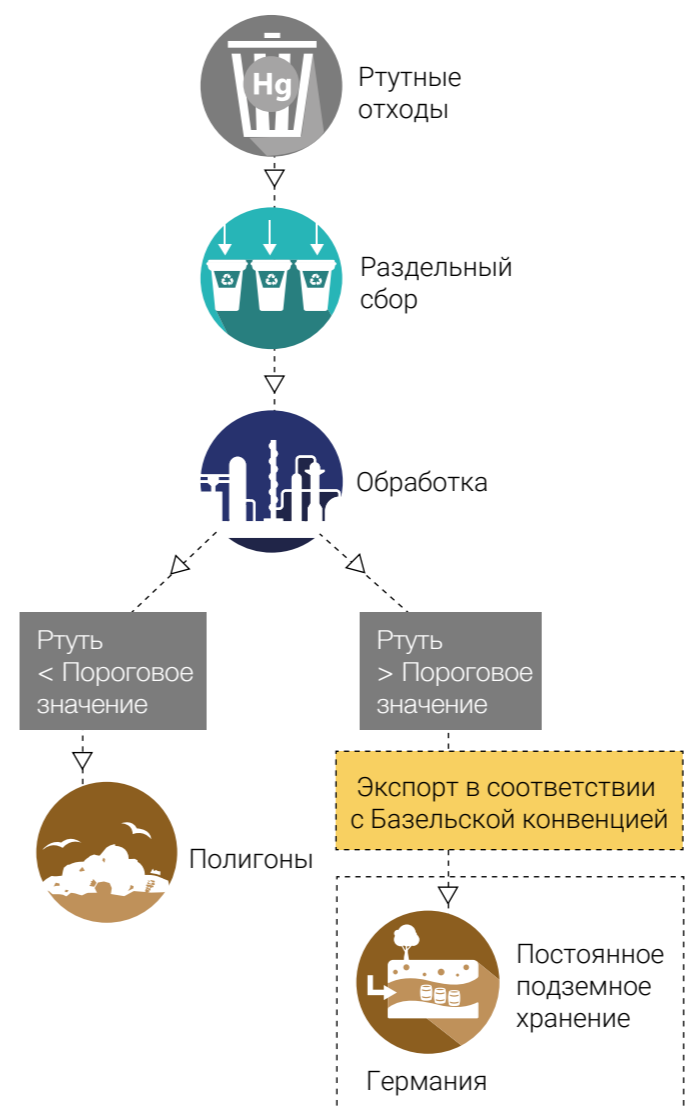 Hg
Ртутные
отходы
Раздельный
сбор
Обработка
Ртуть
< Пороговое
значение
Ртуть
> Пороговое
значение
Экспорт в соответствии
с Базельской конвенцией
Полигоны
Постоянное
подземное
хранение
Германия